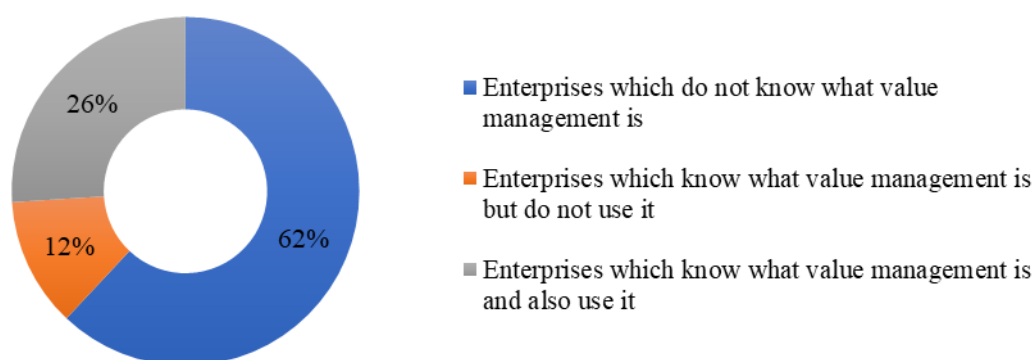 26%
12%
62%
Enterprises which do not know what value
management is
Enterprises which know what value management is
but do not use it
Enterprises which know what value management is
and also use it